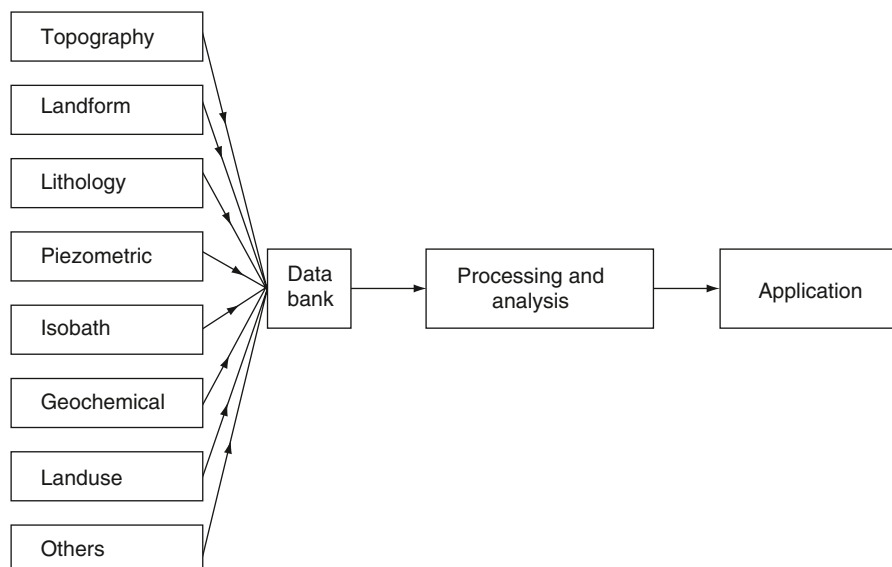 Topography
Landform
Lithology
Piezometric
Isobath
Geochemical
Landuse
Others
Data
bank
Processing and
analysis
Application